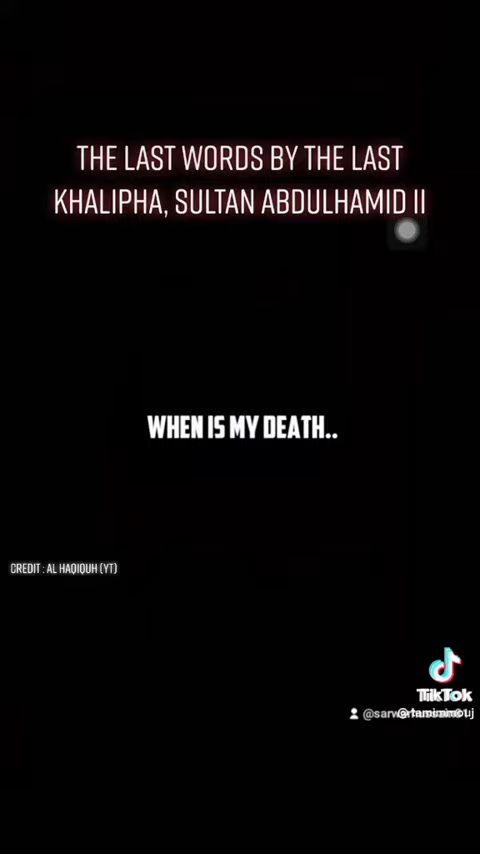 THE LAST WORDS BY THE LAST
KHALIPHA, SULTAN ABDULHAMID II
WHEN IS MY DEATH..
CREDIT : AL HAQIQUH (YT)
TikTok